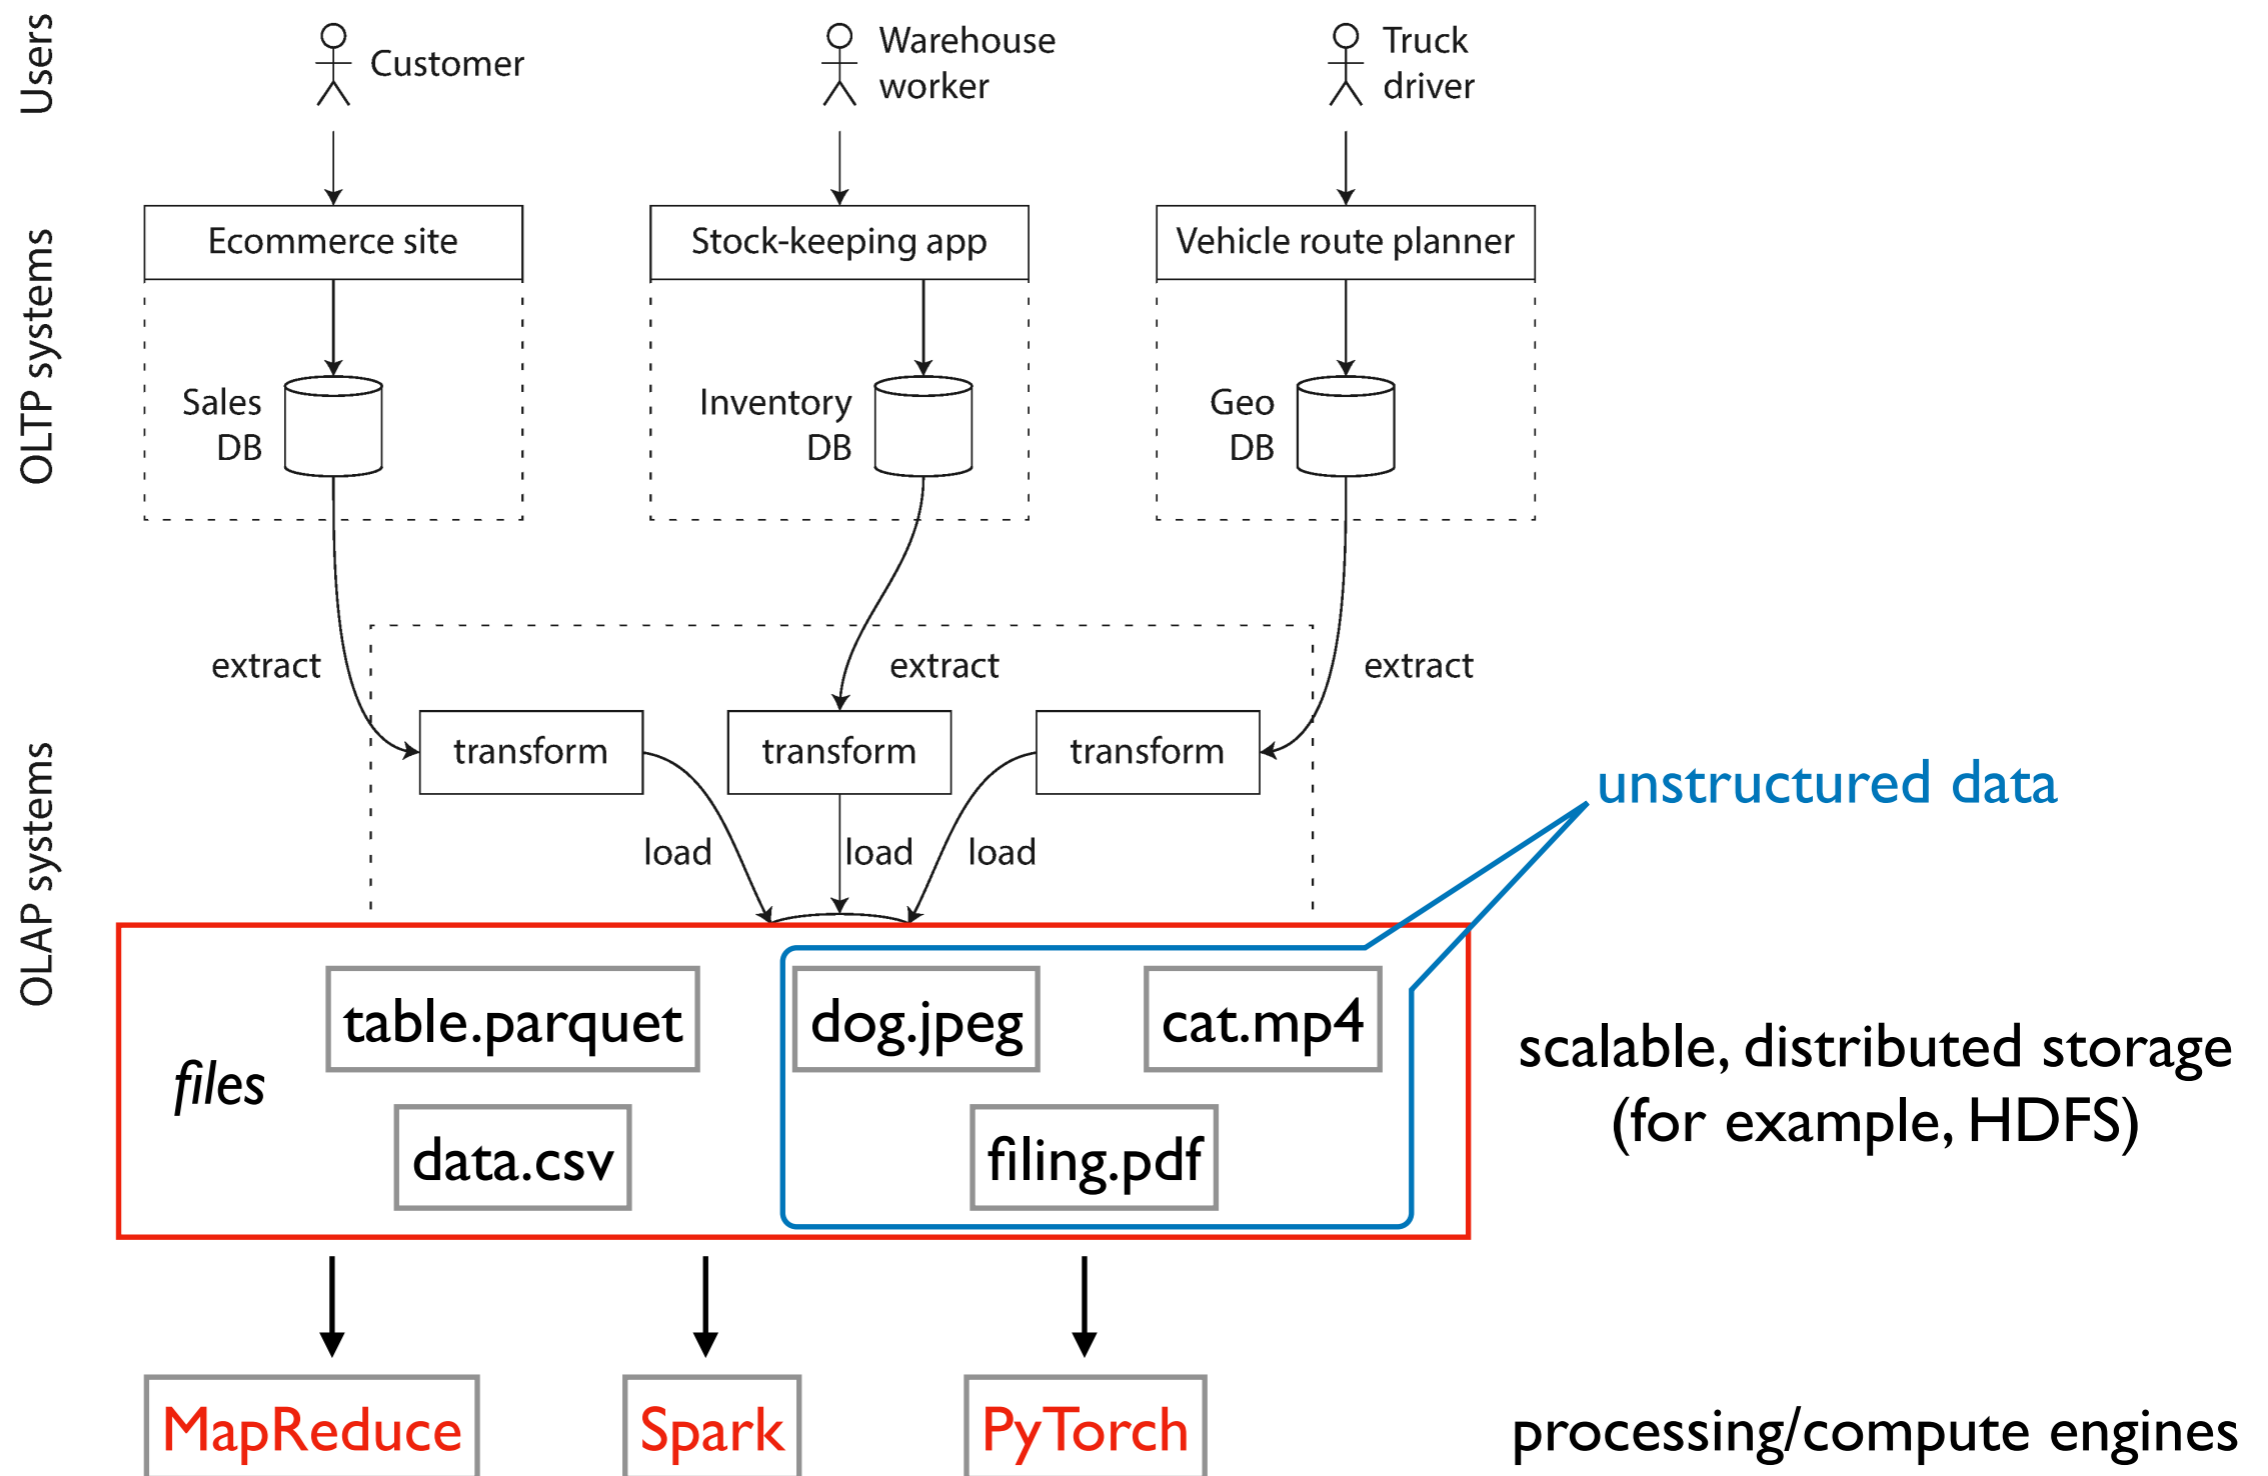 Users
Customer
Warehouse
worker
Truck
driver
OLTP systems
Ecommerce site
Stock-keeping app
Vehicle route planner
Sales
DB
Inventory
DB
Geo
DB
OLAP systems
extract
extract
extract
transform
transform
transform
unstructured data
load
load
load
files
table.parquet
dog.jpeg
cat.mp4
data.csv
filing.pdf
scalable, distributed storage
(for example, HDFS)
MapReduce
Spark
PyTorch
processing/compute engines